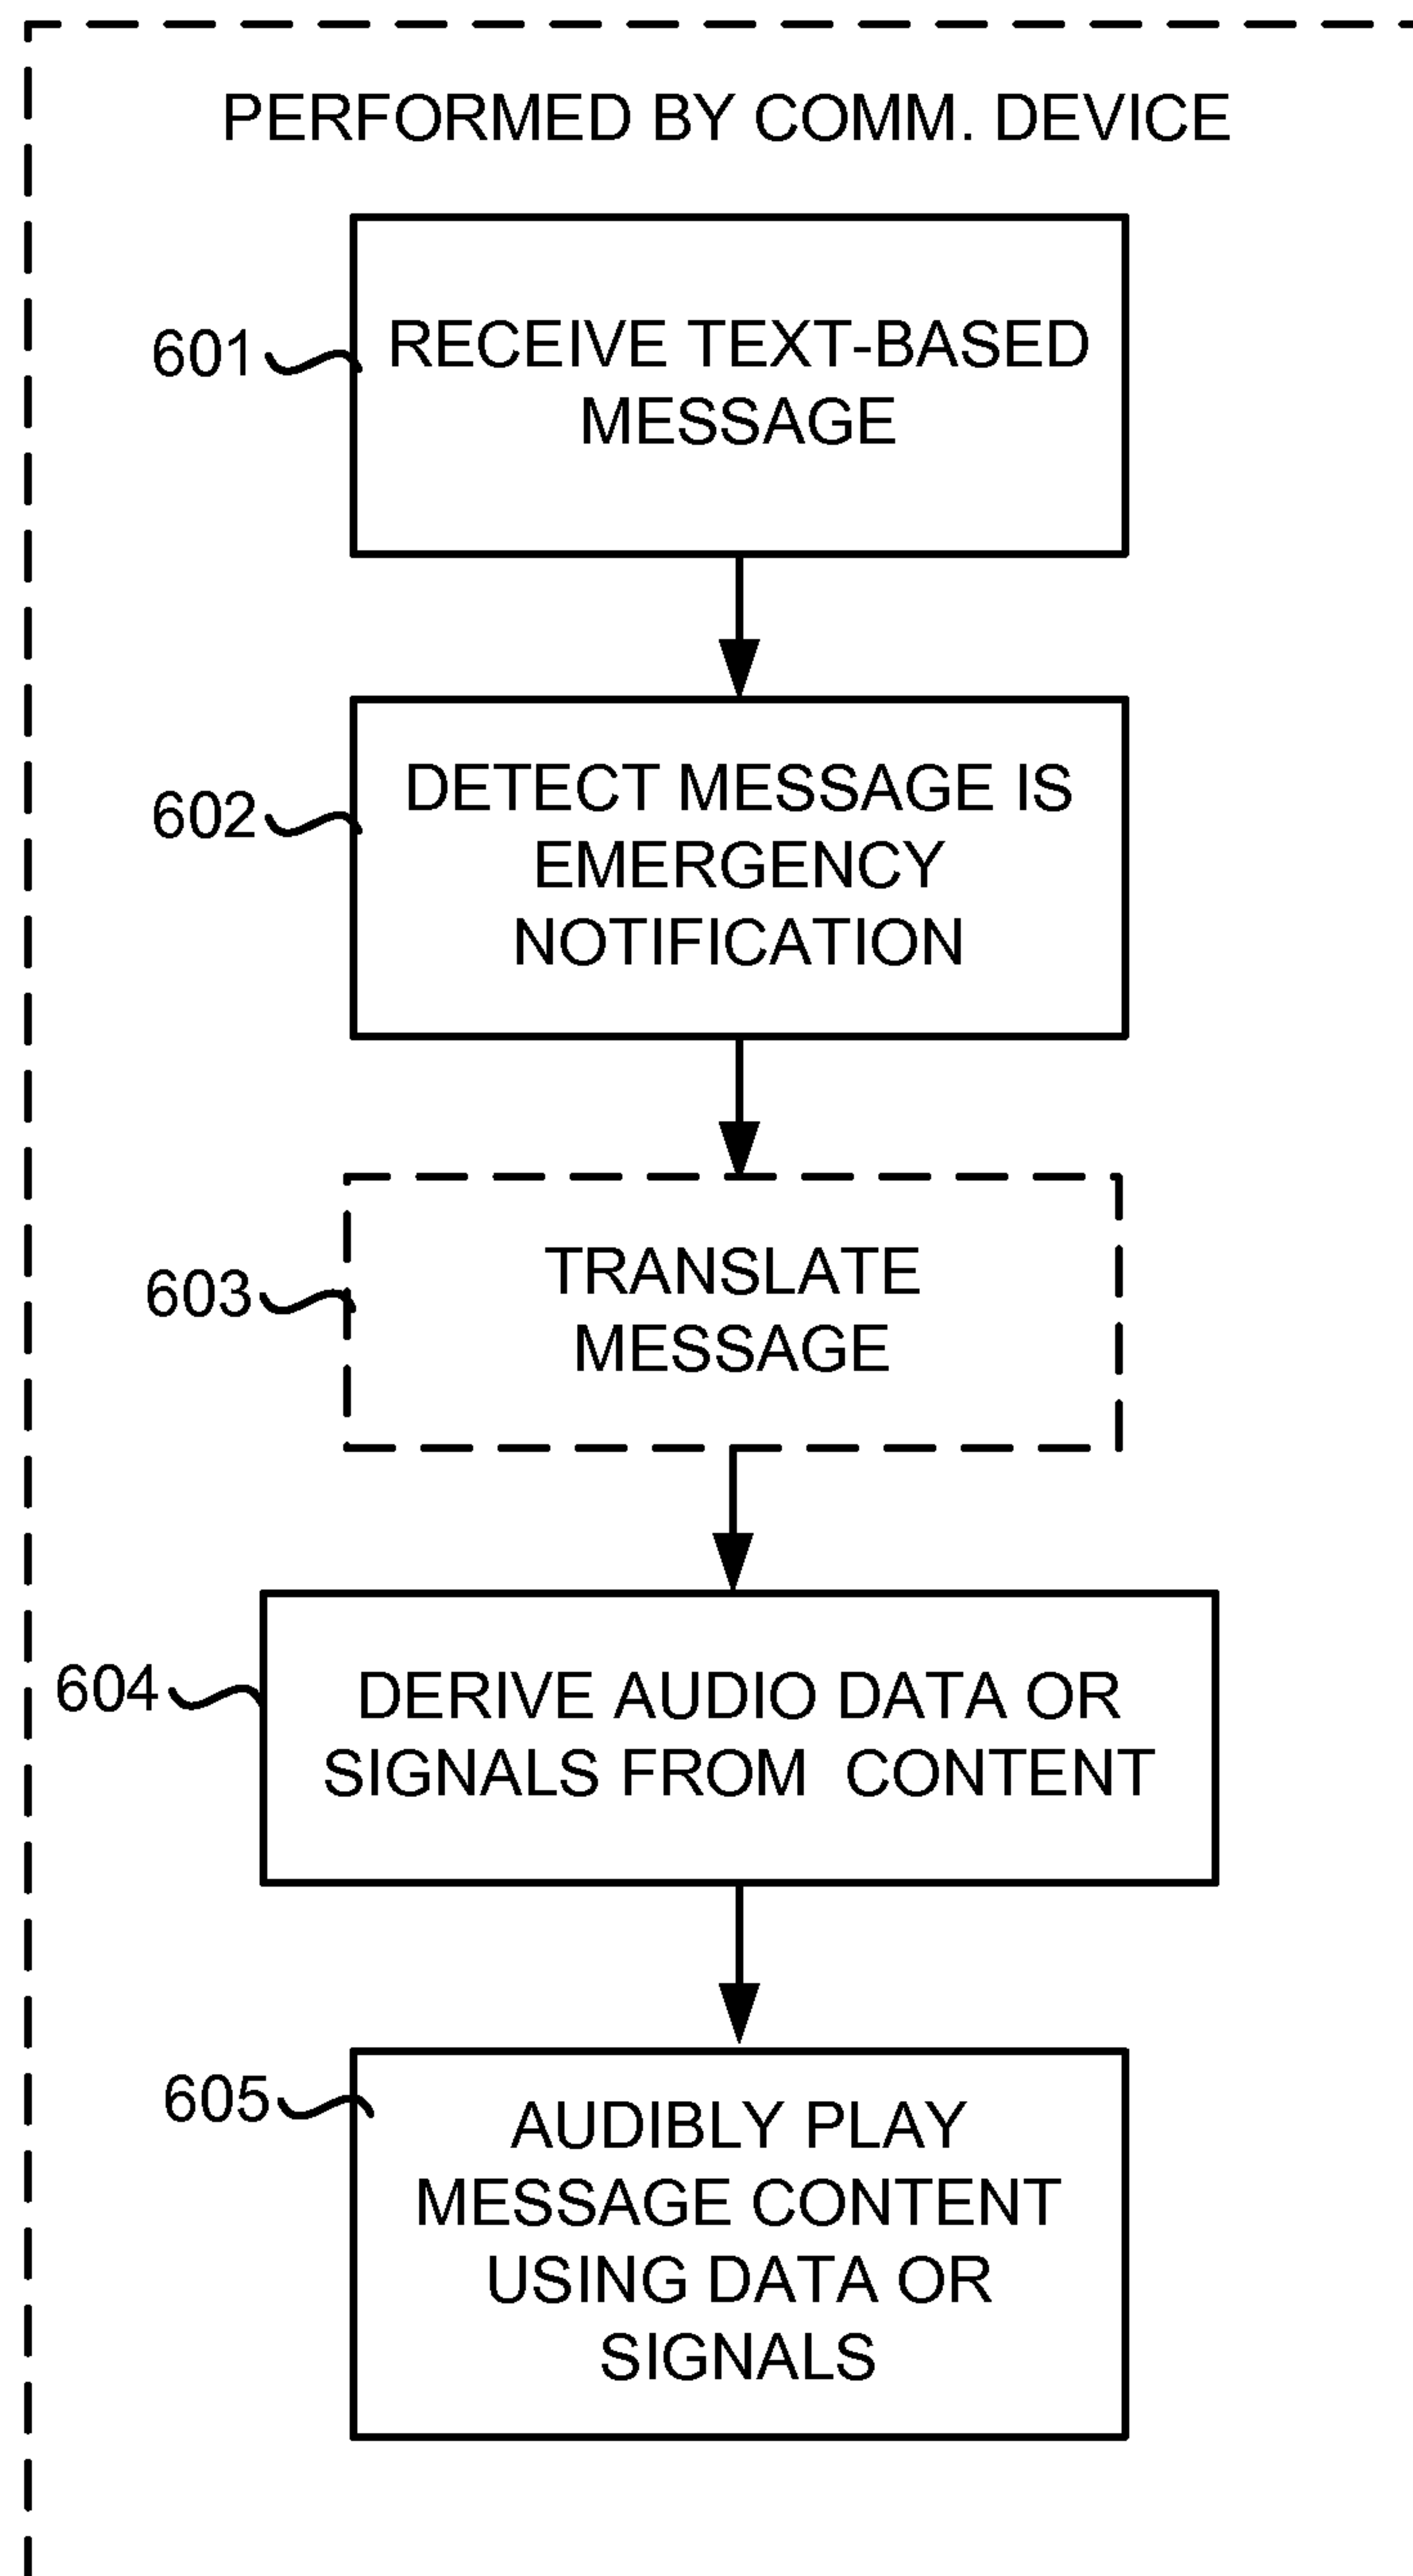 PERFORMED BY COMM. DEVICE
601
RECEIVE TEXT-BASED
MESSAGE
602
DETECT MESSAGE IS
EMERGENCY
NOTIFICATION
603
TRANSLATE
MESSAGE
604
DERIVE AUDIO DATA OR
SIGNALS FROM CONTENT
605
AUDIBLY PLAY
MESSAGE CONTENT
USING DATA OR
SIGNALS